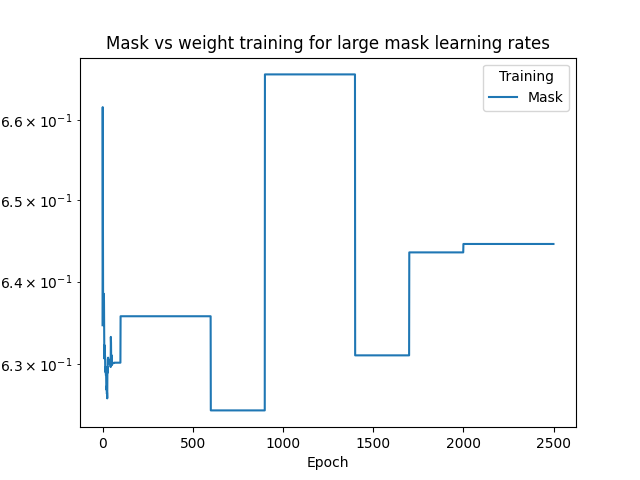 Mask vs weight training for large mask learning rates
Training
Mask
6.6 × 10⁻¹
6.5 × 10⁻¹
6.4 × 10⁻¹
6.3 × 10⁻¹
0 500 1000 1500 2000 2500
Epoch